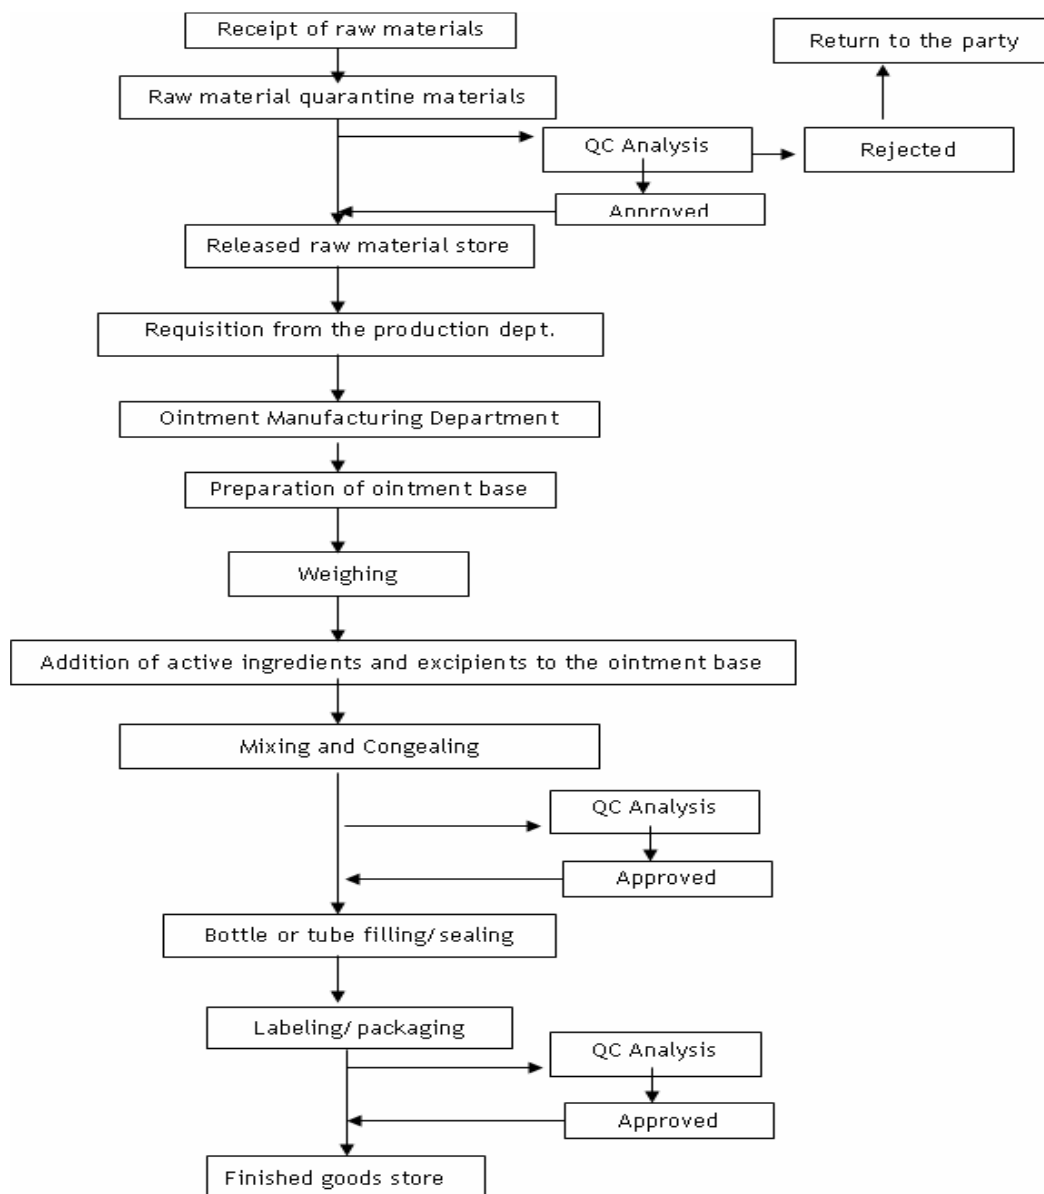 Receipt of raw materials
Return to the party
Raw material quarantine materials
QC Analysis
Rejected
Approved
Released raw material store
Requisition from the production dept.
Ointment Manufacturing Department
Preparation of ointment base
Weighing
Addition of active ingredients and excipients to the ointment base
Mixing and Congealing
QC Analysis
Approved
Bottle or tube filling/sealing
Labeling/packaging
QC Analysis
Approved
Finished goods store